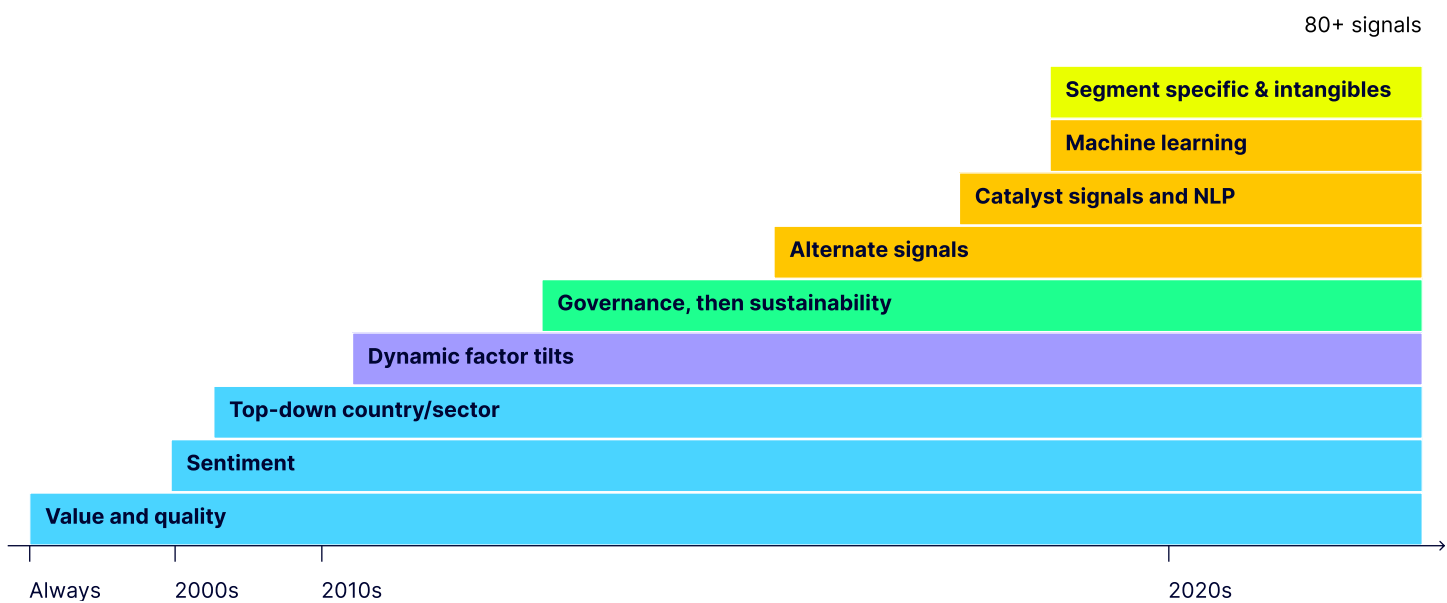 80+ signals
Segment specific & intangibles
Machine learning
Catalyst signals and NLP
Alternate signals
Governance, then sustainability
Dynamic factor tilts
Top-down country/sector
Sentiment
Value and quality
Always 2000s 2010s 2020s